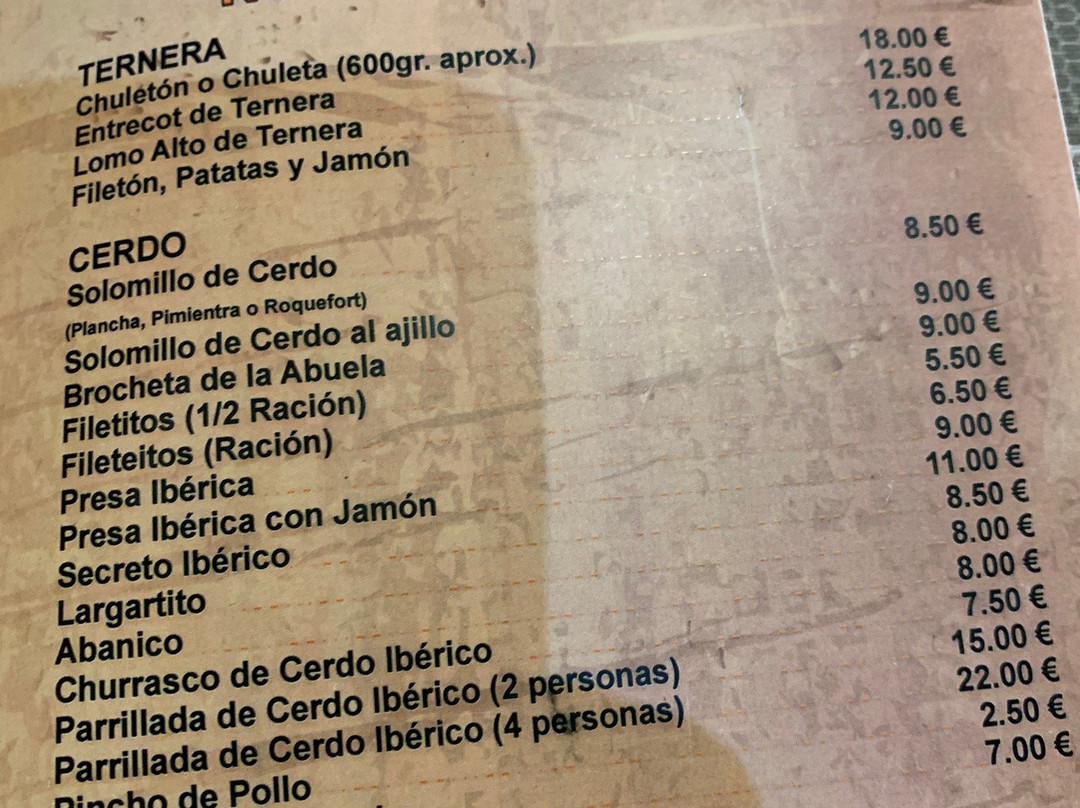 TERNERA
Chuletón o Chuleta (600gr. aprox.) 18.00 €
Entrecot de Ternera 12.50 €
Lomo Alto de Ternera 12.00 €
Filetón, Patatas y Jamón 9.00 €
CERDO
Solomillo de Cerdo 8.50 €
(Plancha, Pimientra o Roquefort)
Solomillo de Cerdo al ajillo 9.00 €
Brocheta de la Abuela 9.00 €
Filetitos (1/2 Ración) 5.50 €
Fileteitos (Ración) 6.50 €
Presa Ibérica 9.00 €
Presa Ibérica con Jamón 11.00 €
Secreto Ibérico 8.50 €
Largartito 8.00 €
Abanico 8.00 €
Churrasco de Cerdo Ibérico 7.50 €
Parrillada de Cerdo Ibérico (2 personas) 15.00 €
Parrillada de Cerdo Ibérico (4 personas) 22.00 €
Pincho de Pollo 2.50 €
7.00 €